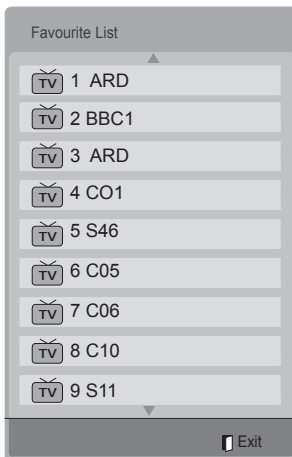 Favourite List
TV 1 ARD
TV 2 BBC1
TV 3 ARD
TV 4 CO1
TV 5 S46
TV 6 C05
TV 7 C06
TV 8 C10
TV 9 S11
Exit